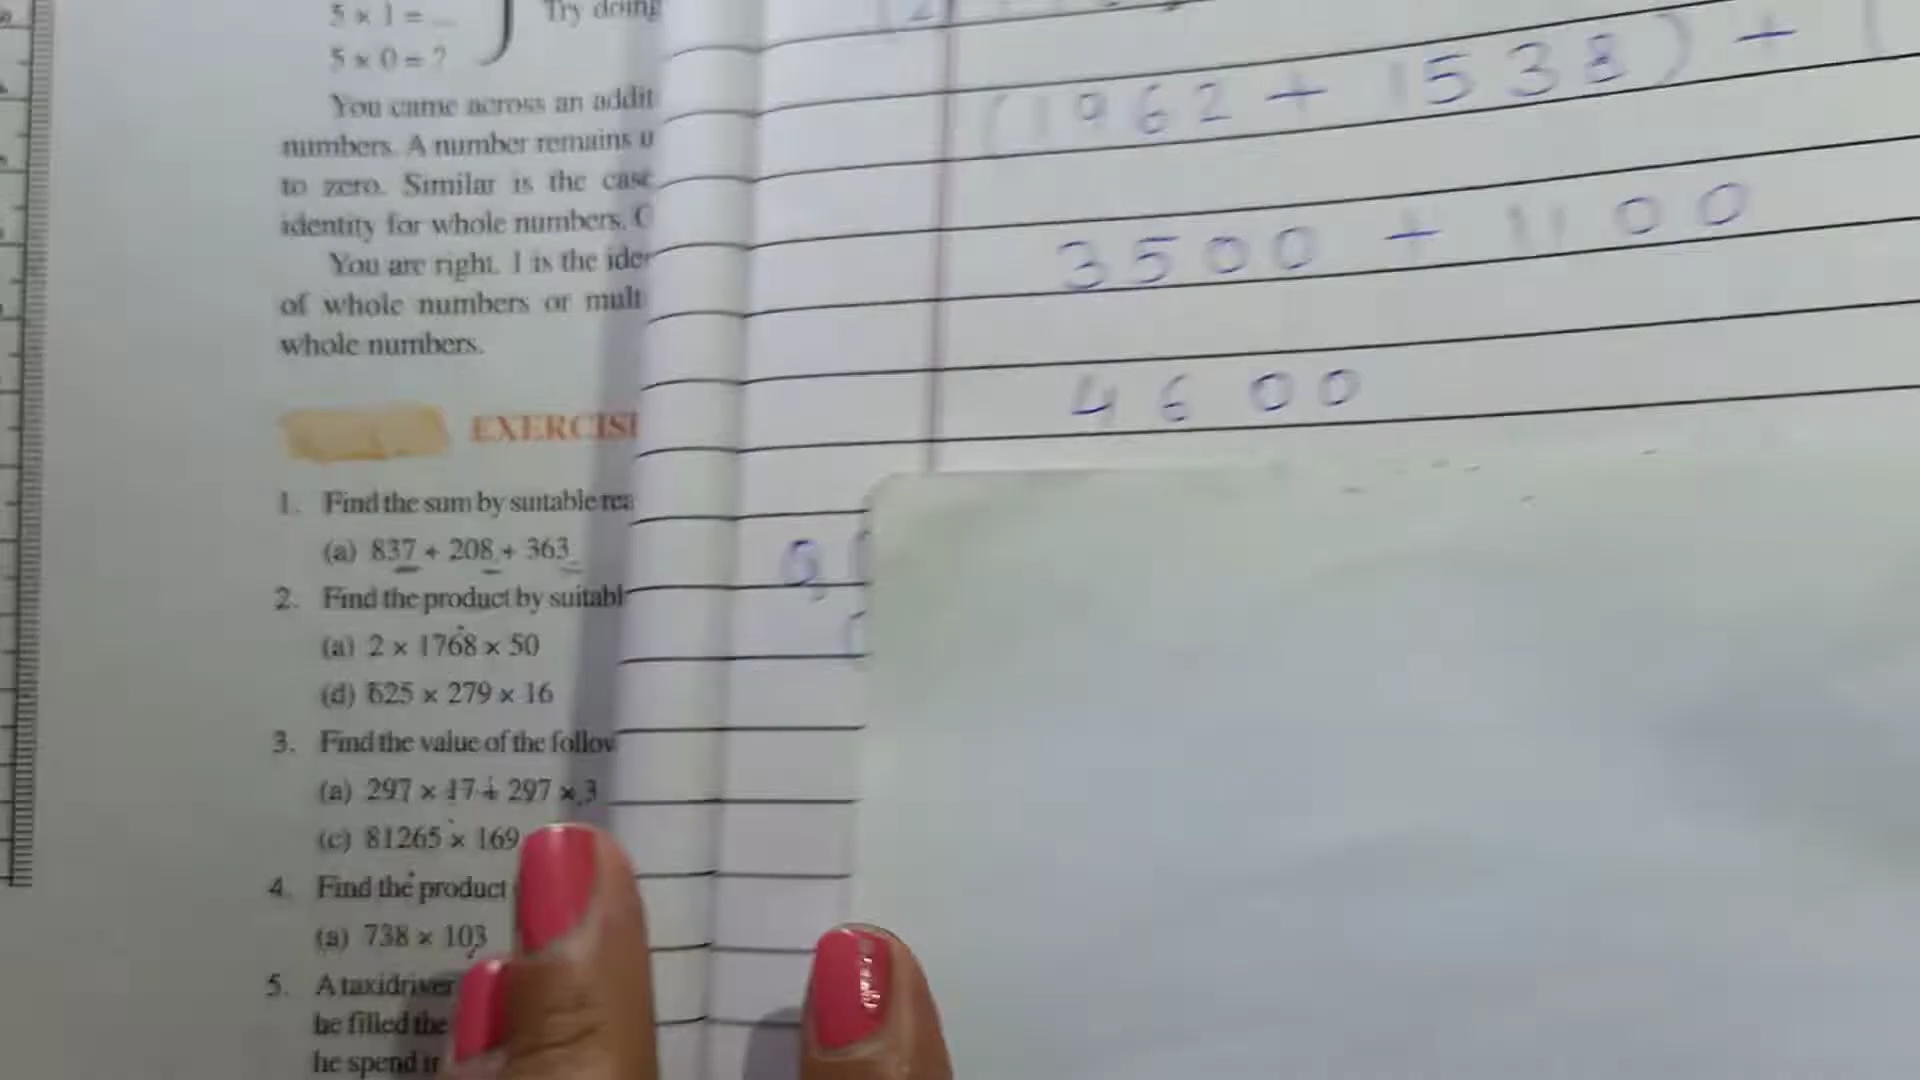 5 × 1 =
Try doing
5 × 0 = ?
You came across an addit
numbers. A number remains u
to zero. Similar is the case
identity for whole numbers. C
You are right. 1 is the iden
of whole numbers or mult
whole numbers.
EXERCISE
1. Find the sum by suitable rea
(a) 837 + 208 + 363
2. Find the product by suitabl
(a) 2 × 1768 × 50
(d) 625 × 279 × 16
3. Find the value of the follow
(a) 297 × 17 + 297 × 3
(c) 81265 × 169
4. Find the product
(a) 738 × 103
5. A taxidriver
he filled the
he spend
(1962 + 1538) + (
3500 + 1100
4600